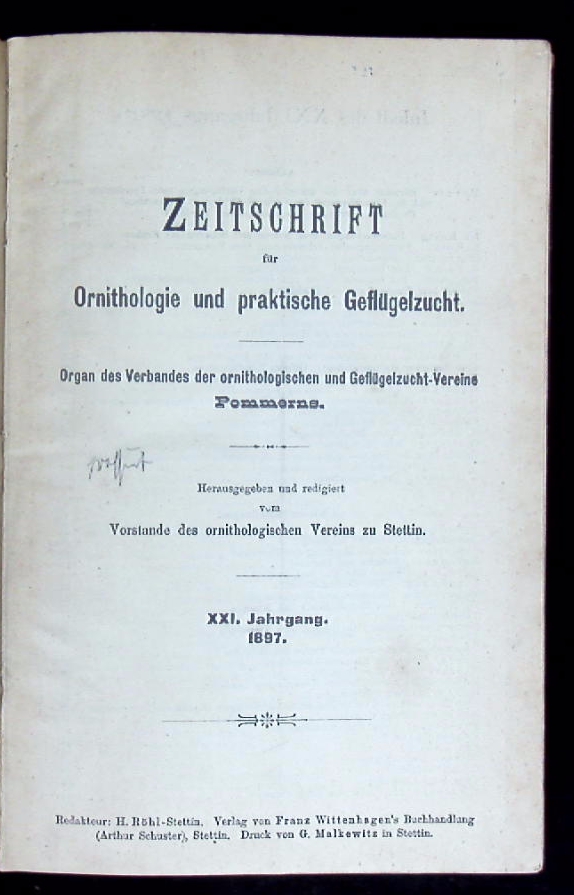 ZEITSCHRIFT
für
Ornithologie und praktische Geflügelzucht.
Organ des Verbandes der ornithologischen und Geflügelzucht-Vereine
Pommerns.
Herausgegeben und redigiert
vom
Vorstande des ornithologischen Vereins zu Stettin.
XXI. Jahrgang.
1897.
Redakteur: H. Röhl-Stettin. Verlag von Franz Wittenhagen's Buchhandlung
(Arthur Schuster), Stettin. Druck von G. Malkewitz in Stettin.